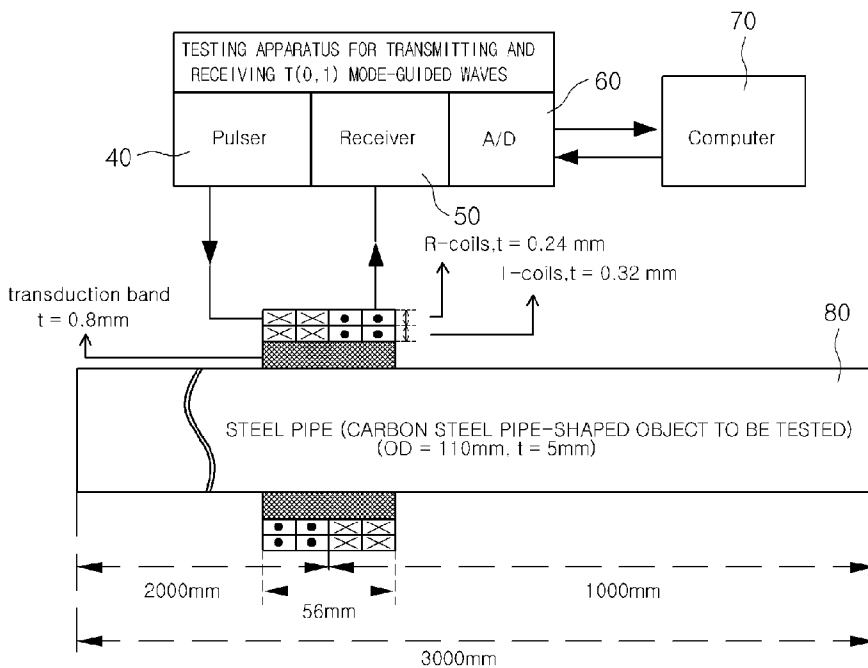 TESTING APPARATUS FOR TRANSMITTING AND
RECEIVING T(0,1) MODE-GUIDED WAVES
60
70
Pulser
Receiver
A/D
Computer
40
50
R-coils,t = 0.24 mm
I-coils,t = 0.32 mm
transduction band
t = 0.8mm
80
STEEL PIPE (CARBON STEEL PIPE-SHAPED OBJECT TO BE TESTED)
(OD = 110mm, t = 5mm)
2000mm
56mm
1000mm
3000mm